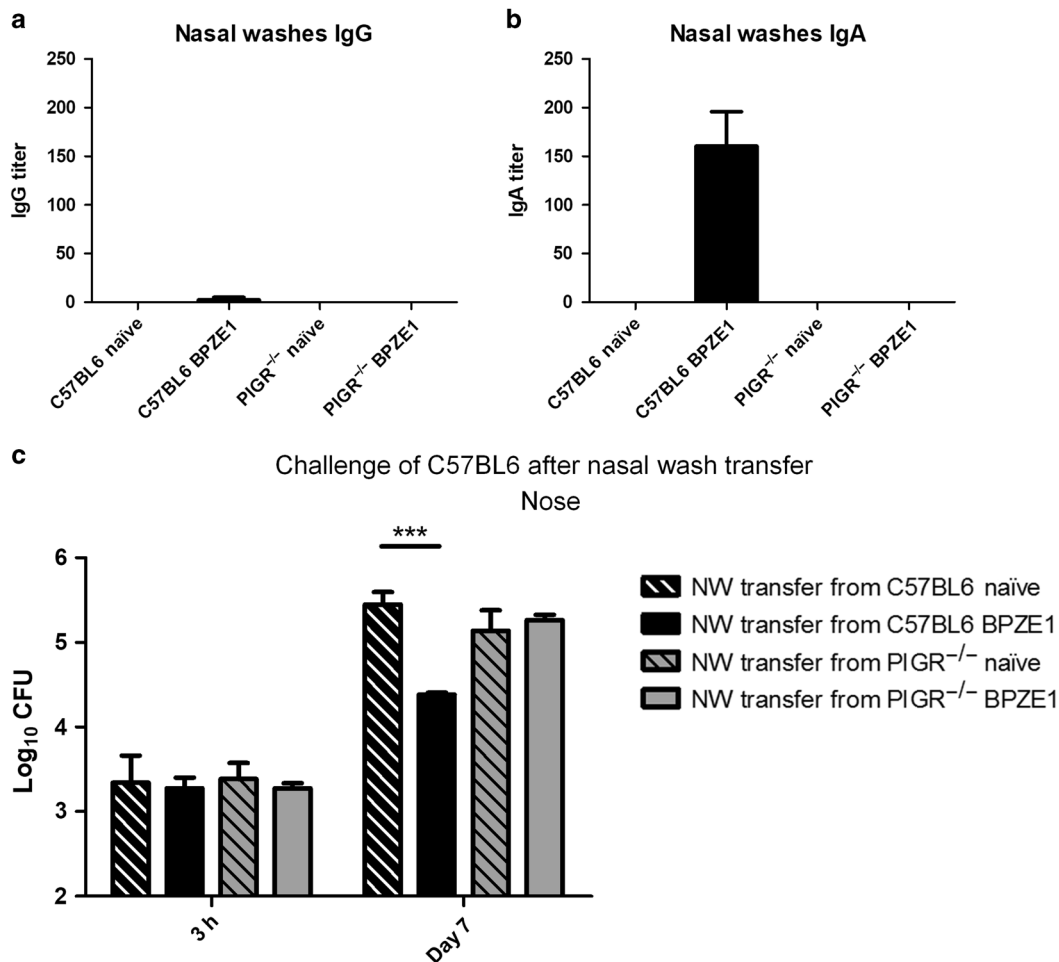 a
Nasal washes IgG
IgG titer
250
200
150
100
50
0
C57BL6 naïve
C57BL6 BPZE1
PIGR⁻/⁻ naïve
PIGR⁻/⁻ BPZE1
b
Nasal washes IgA
IgA titer
250
200
150
100
50
0
C57BL6 naïve
C57BL6 BPZE1
PIGR⁻/⁻ naïve
PIGR⁻/⁻ BPZE1
c
Challenge of C57BL6 after nasal wash transfer
Nose
Log₁₀ CFU
6
5
4
3
2
***
3 h
Day 7
NW transfer from C57BL6 naïve
NW transfer from C57BL6 BPZE1
NW transfer from PIGR⁻/⁻ naïve
NW transfer from PIGR⁻/⁻ BPZE1